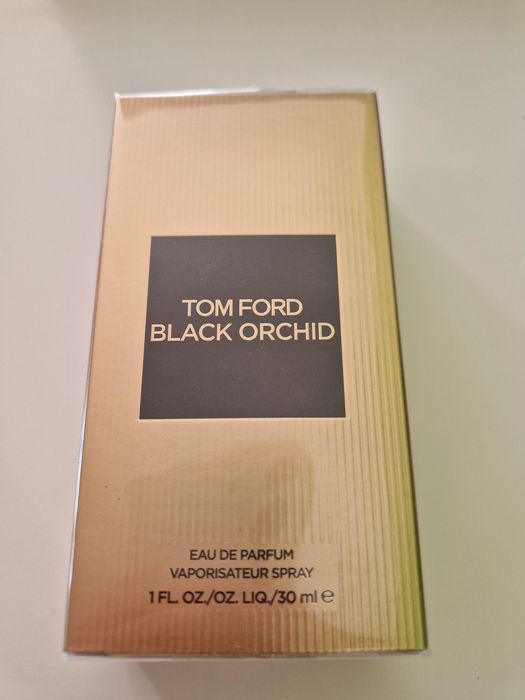 TOM FORD
BLACK ORCHID
EAU DE PARFUM
VAPORISATEUR SPRAY
1 FL. OZ./OZ. LIQ./30 ml ℮